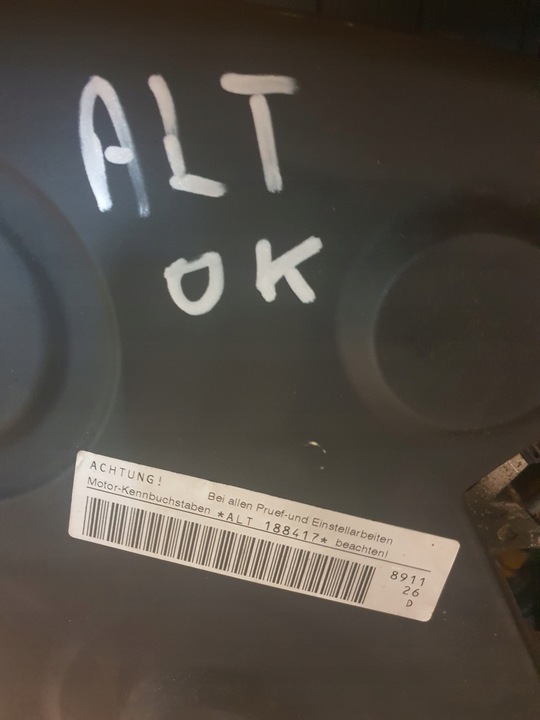 ALT
OK
ACHTUNG! Bei allen Pruef-und Einstellarbeiten
Motor-Kennbuchstaben *ALT 188417* beachten!
8911
26
D